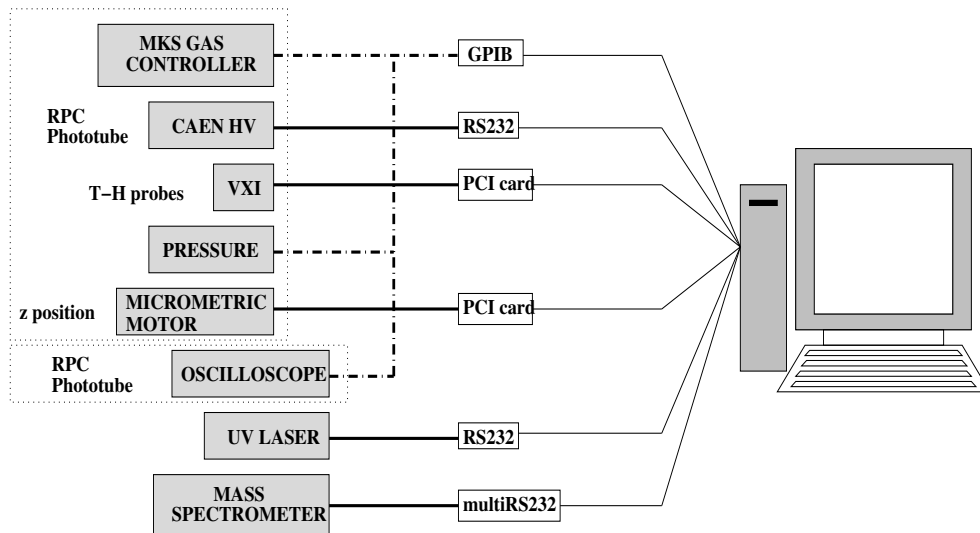 MKS GAS
CONTROLLER
GPIB
RPC
Phototube
CAEN HV
RS232
T−H probes
VXI
PCI card
PRESSURE
z position
MICROMETRIC
MOTOR
PCI card
RPC
Phototube
OSCILLOSCOPE
UV LASER
RS232
MASS
SPECTROMETER
multiRS232